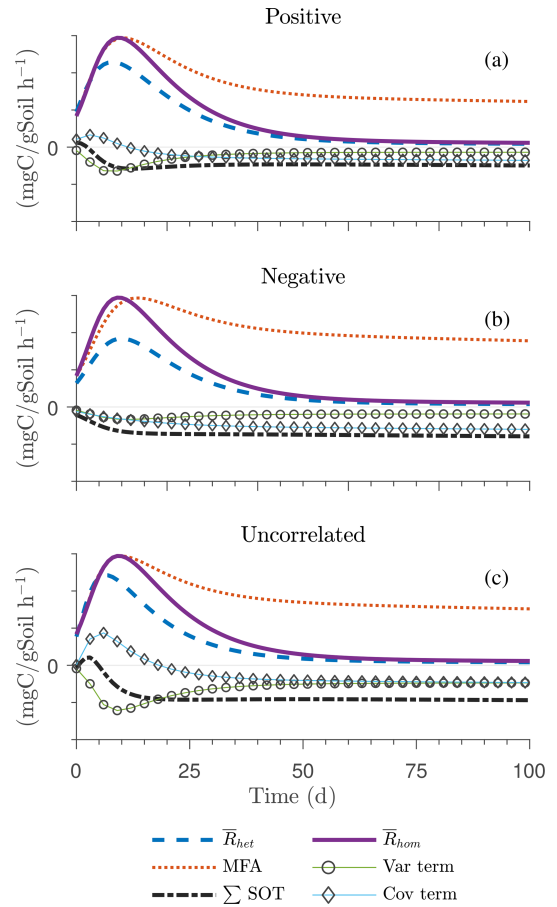 Positive
(a)
(mgC/gSoil h⁻¹)
0
Negative
(b)
(mgC/gSoil h⁻¹)
0
Uncorrelated
(c)
(mgC/gSoil h⁻¹)
0
0 25 50 75 100
Time (d)
R̅het R̅hom
MFA Var term
∑ SOT Cov term